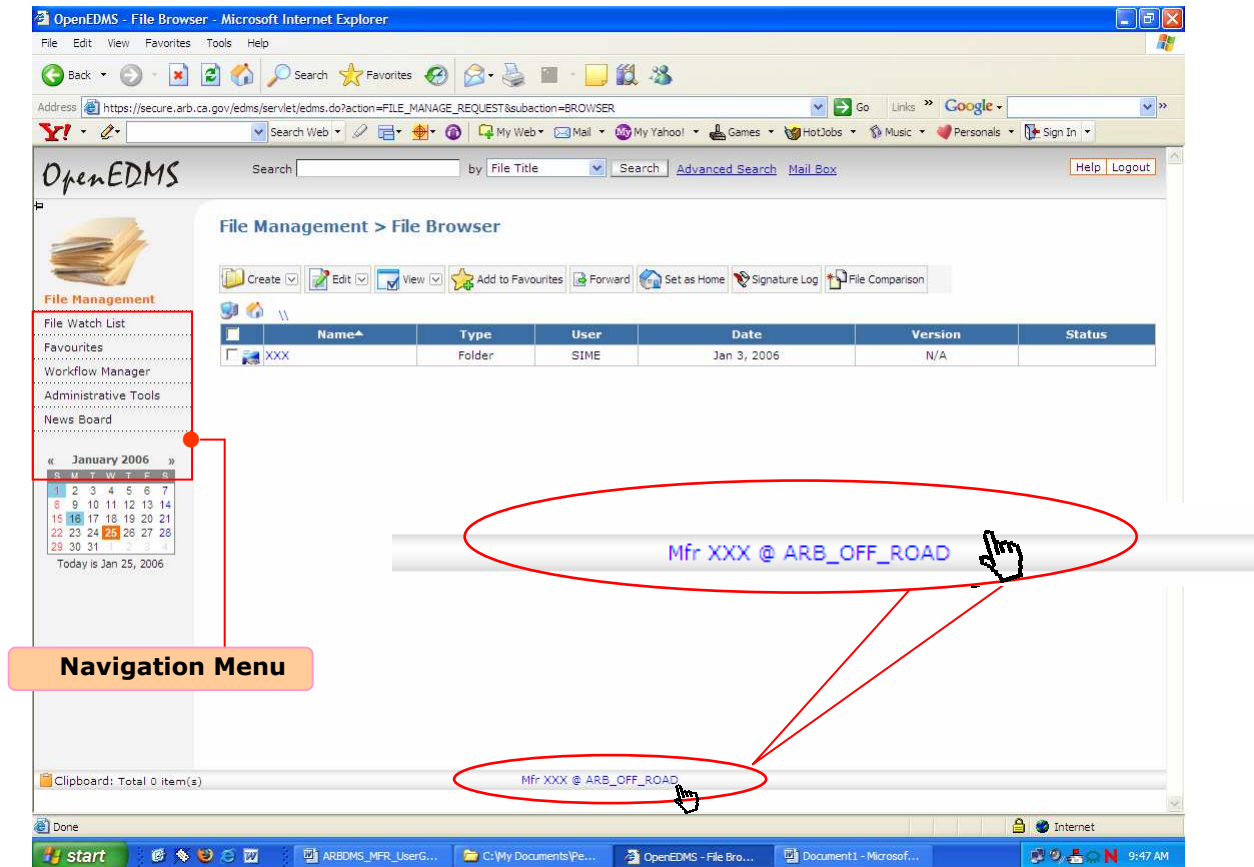 OpenEDMS - File Browser - Microsoft Internet Explorer
File Edit View Favorites Tools Help
Back Search Favorites
Address https://secure.arb.ca.gov/edms/servlet/edms.do?action=FILE_MANAGE_REQUEST&subaction=BROWSER Go Links » Google
Y! Search Web My Web Mail My Yahoo! Games HotJobs Music Personals Sign In
OpenEDMS Search by File Title Search Advanced Search Mail Box Help Logout
File Management > File Browser
Create Edit View Add to Favourites Forward Set as Home Signature Log File Comparison
\\
Name Type User Date Version Status
XXX Folder SIME Jan 3, 2006 N/A
File Management
File Watch List
Favourites
Workflow Manager
Administrative Tools
News Board
« January 2006 »
S M T W T F S
1 2 3 4 5 6 7
8 9 10 11 12 13 14
15 16 17 18 19 20 21
22 23 24 25 26 27 28
29 30 31 1 2 3 4
Today is Jan 25, 2006
Mfr XXX @ ARB_OFF_ROAD
Navigation Menu
Clipboard: Total 0 item(s) Mfr XXX @ ARB_OFF_ROAD
Done Internet
start ARBDMS_MFR_UserG... C:\My Documents\Pe... OpenEDMS - File Bro... Document1 - Microsof... 9:47 AM